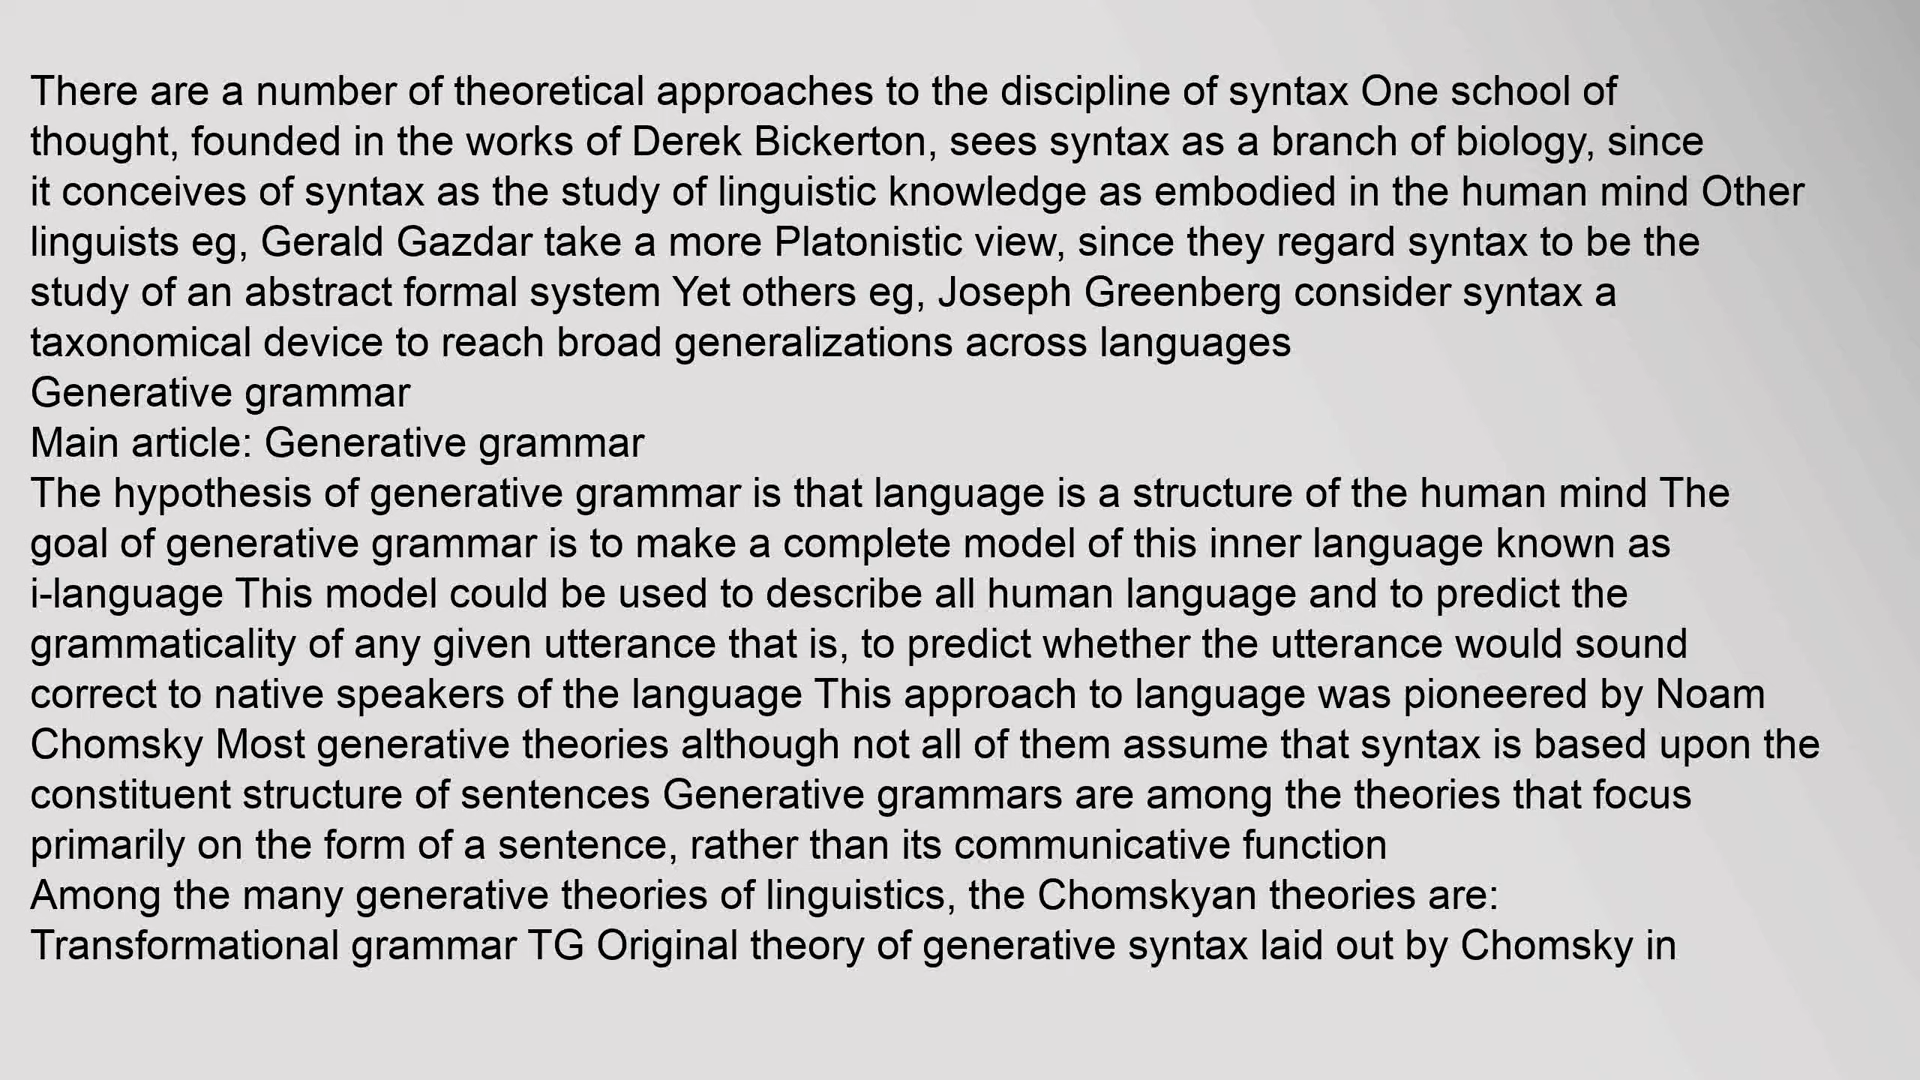 There are a number of theoretical approaches to the discipline of syntax One school of
thought, founded in the works of Derek Bickerton, sees syntax as a branch of biology, since
it conceives of syntax as the study of linguistic knowledge as embodied in the human mind Other
linguists eg, Gerald Gazdar take a more Platonistic view, since they regard syntax to be the
study of an abstract formal system Yet others eg, Joseph Greenberg consider syntax a
taxonomical device to reach broad generalizations across languages
Generative grammar
Main article: Generative grammar
The hypothesis of generative grammar is that language is a structure of the human mind The
goal of generative grammar is to make a complete model of this inner language known as
i-language This model could be used to describe all human language and to predict the
grammaticality of any given utterance that is, to predict whether the utterance would sound
correct to native speakers of the language This approach to language was pioneered by Noam
Chomsky Most generative theories although not all of them assume that syntax is based upon the
constituent structure of sentences Generative grammars are among the theories that focus
primarily on the form of a sentence, rather than its communicative function
Among the many generative theories of linguistics, the Chomskyan theories are:
Transformational grammar TG Original theory of generative syntax laid out by Chomsky in